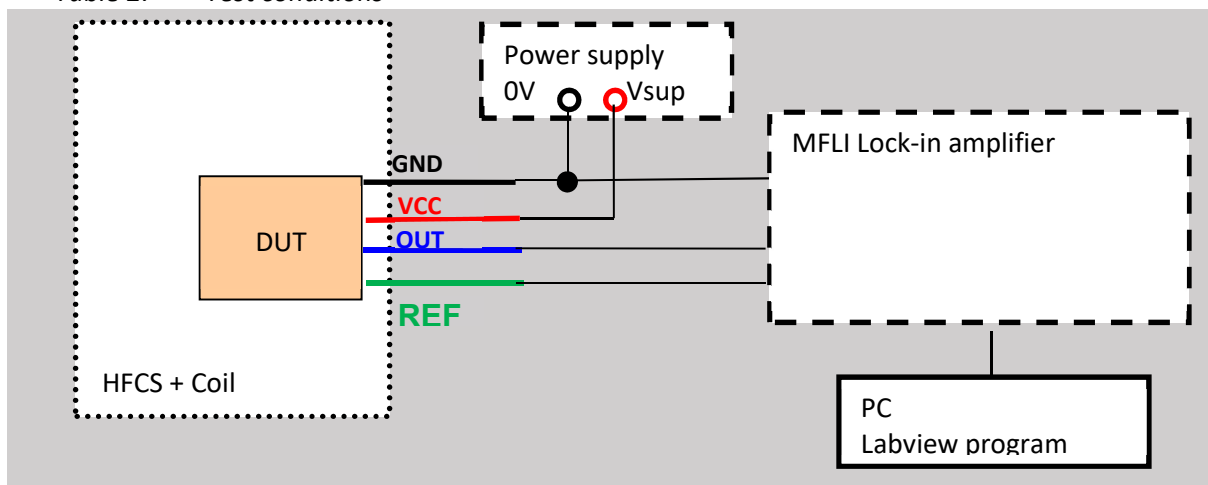 Power supply
0V Vsup
MFLI Lock-in amplifier
GND
VCC
DUT
OUT
REF
HFCS + Coil
PC
Labview program